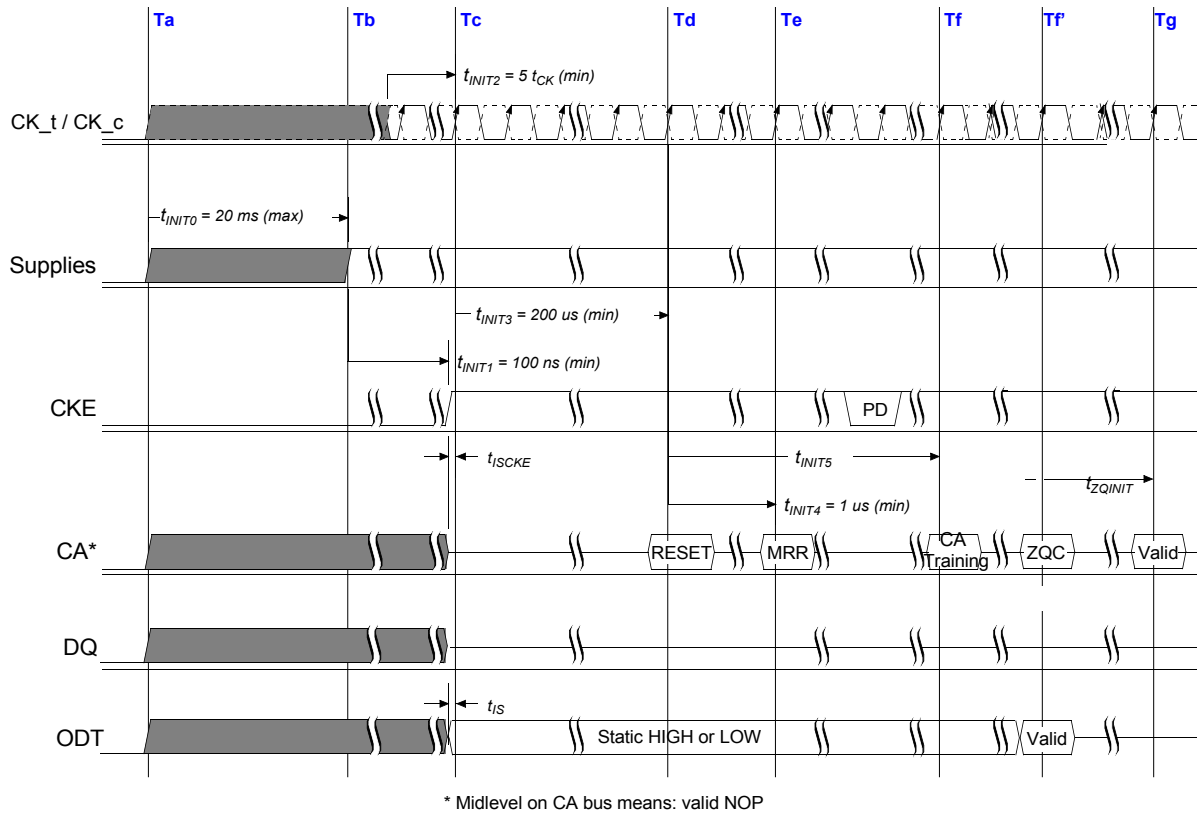 Ta Tb Tc Td Te Tf Tf' Tg
tINIT2 = 5 tCK (min)
CK_t / CK_c
tINIT0 = 20 ms (max)
Supplies
tINIT3 = 200 us (min)
tINIT1 = 100 ns (min)
CKE
PD
tISCKE
tINIT5
tZQINIT
tINIT4 = 1 us (min)
CA*
RESET
MRR
CA
Training
ZQC
Valid
DQ
tIS
ODT
Static HIGH or LOW
Valid
* Midlevel on CA bus means: valid NOP